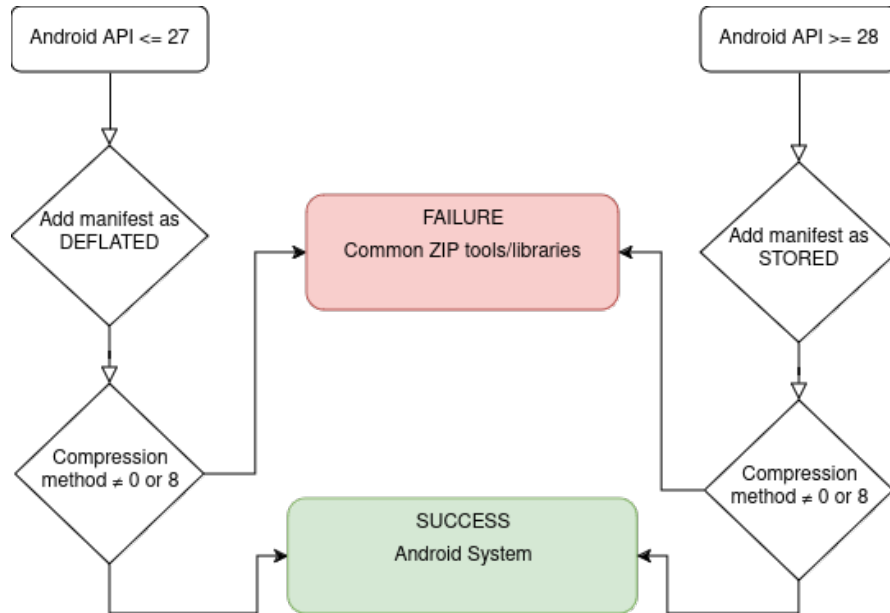 Android API <= 27
Android API >= 28
Add manifest as
DEFLATED
FAILURE
Common ZIP tools/libraries
Add manifest as
STORED
Compression
method ≠ 0 or 8
Compression
method ≠ 0 or 8
SUCCESS
Android System